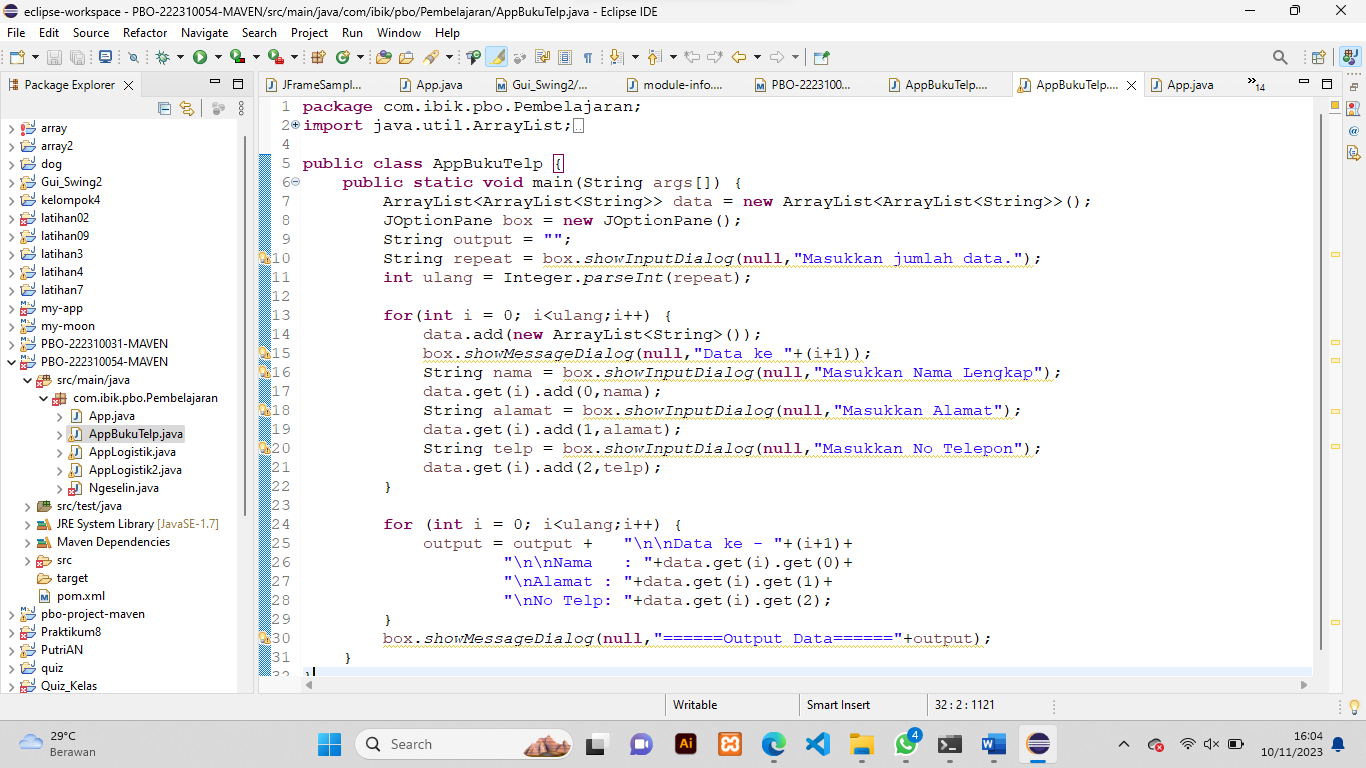 eclipse-workspace - PBO-222310054-MAVEN/src/main/java/com/ibik/pbo/Pembelajaran/AppBukuTelp.java - Eclipse IDE
File Edit Source Refactor Navigate Search Project Run Window Help
Package Explorer
JFrameSampl...
App.java
Gui_Swing2/...
module-info....
PBO-2223100...
AppBukuTelp....
AppBukuTelp....
App.java
14
array
array2
dog
Gui_Swing2
kelompok4
latihan02
latihan09
latihan3
latihan4
latihan7
my-app
my-moon
PBO-222310031-MAVEN
PBO-222310054-MAVEN
src/main/java
com.ibik.pbo.Pembelajaran
App.java
AppBukuTelp.java
AppLogistik.java
AppLogistik2.java
Ngeselin.java
src/test/java
JRE System Library [JavaSE-1.7]
Maven Dependencies
src
target
pom.xml
pbo-project-maven
Praktikum8
PutriAN
quiz
Quiz_Kelas
1 package com.ibik.pbo.Pembelajaran;
2 import java.util.ArrayList;
4
5 public class AppBukuTelp {
6 public static void main(String args[]) {
7 ArrayList<ArrayList<String>> data = new ArrayList<ArrayList<String>>();
8 JOptionPane box = new JOptionPane();
9 String output = "";
10 String repeat = box.showInputDialog(null,"Masukkan jumlah data.");
11 int ulang = Integer.parseInt(repeat);
12
13 for(int i = 0; i<ulang;i++) {
14 data.add(new ArrayList<String>());
15 box.showMessageDialog(null,"Data ke "+(i+1));
16 String nama = box.showInputDialog(null,"Masukkan Nama Lengkap");
17 data.get(i).add(0,nama);
18 String alamat = box.showInputDialog(null,"Masukkan Alamat");
19 data.get(i).add(1,alamat);
20 String telp = box.showInputDialog(null,"Masukkan No Telepon");
21 data.get(i).add(2,telp);
22 }
23
24 for (int i = 0; i<ulang;i++) {
25 output = output + "\n\nData ke - "+(i+1)+
26 "\n\nNama   : "+data.get(i).get(0)+
27 "\nAlamat : "+data.get(i).get(1)+
28 "\nNo Telp: "+data.get(i).get(2);
29 }
30 box.showMessageDialog(null,"======Output Data======"+output);
31 }
32 }
Writable
Smart Insert
32 : 2 : 1121
29°C
Berawan
Search
Ai
4
16:04
10/11/2023